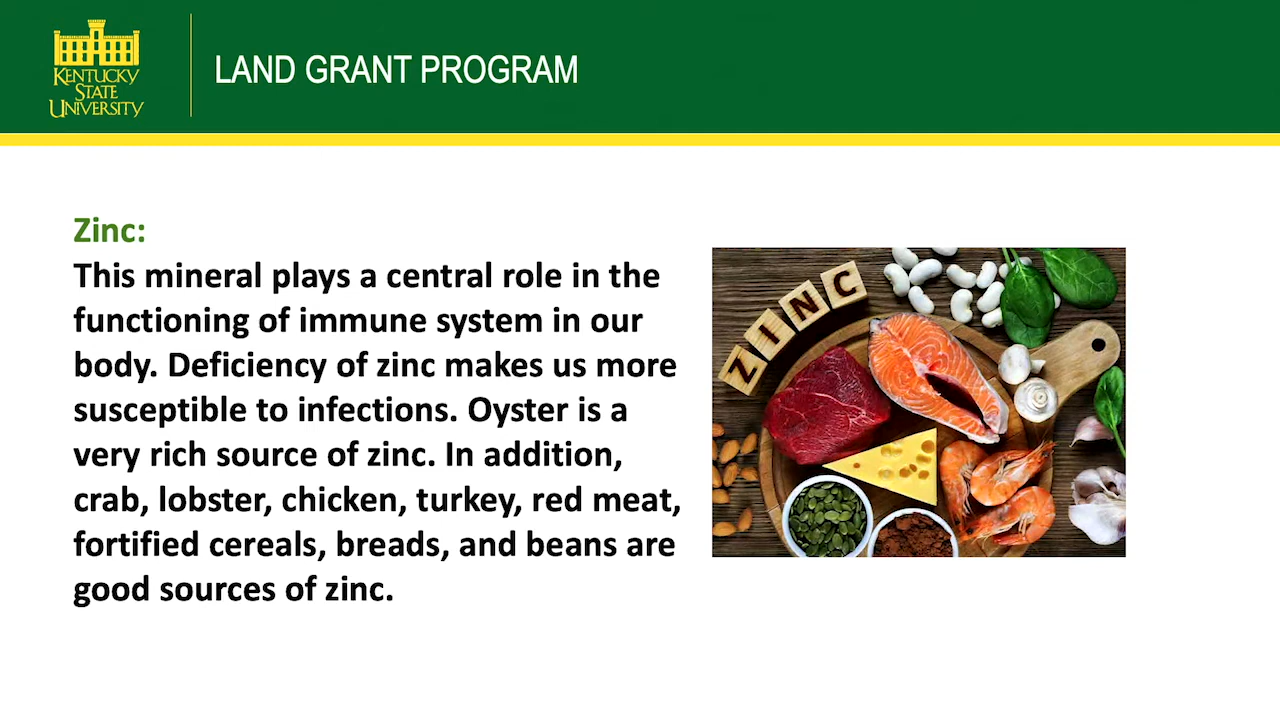 KENTUCKY
STATE
UNIVERSITY
LAND GRANT PROGRAM
Zinc:
This mineral plays a central role in the
functioning of immune system in our
body. Deficiency of zinc makes us more
susceptible to infections. Oyster is a
very rich source of zinc. In addition,
crab, lobster, chicken, turkey, red meat,
fortified cereals, breads, and beans are
good sources of zinc.
ZINC